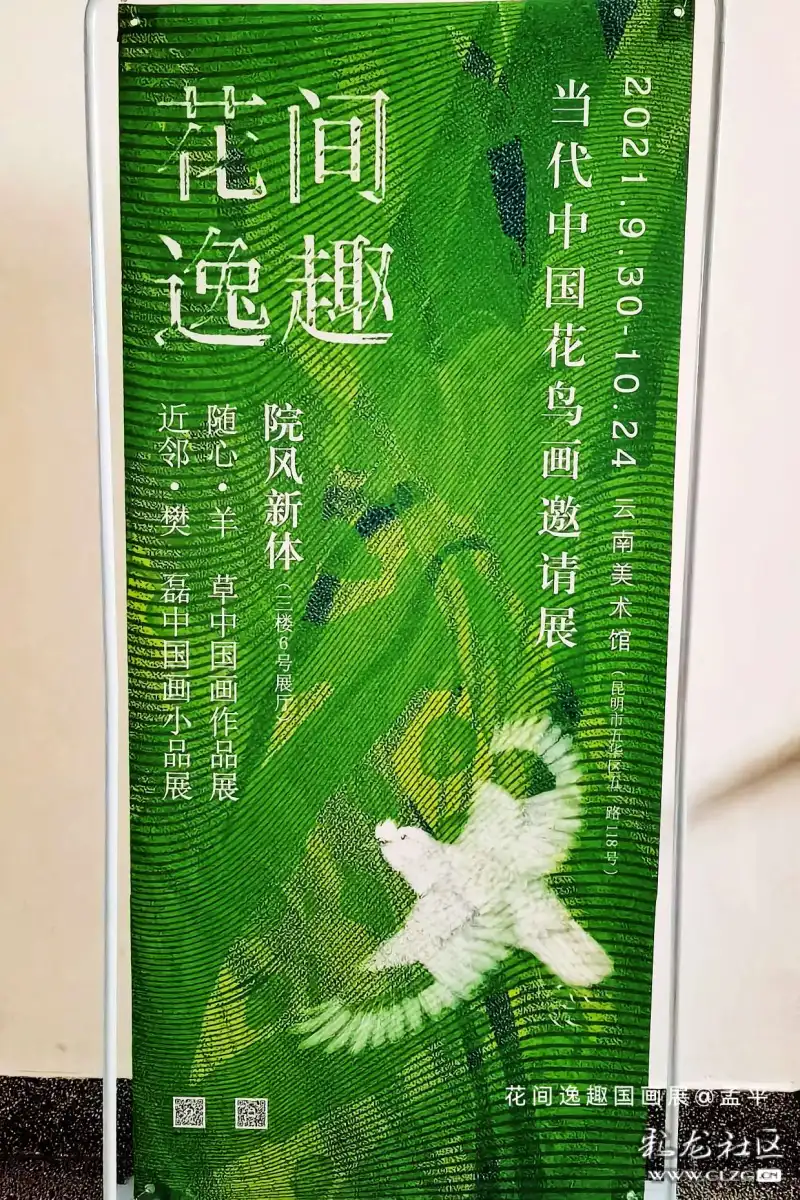 花间
逸趣
当代中国花鸟画邀请展
2021.9.30-10.24 云南美术馆（昆明市五华区五一路118号）
院风新体（三楼6号展厅）
随心·羊 草中国画作品展
近邻·樊 磊中国画小品展
花间逸趣国画展@孟平
彩龙社区
www.clzg.cn